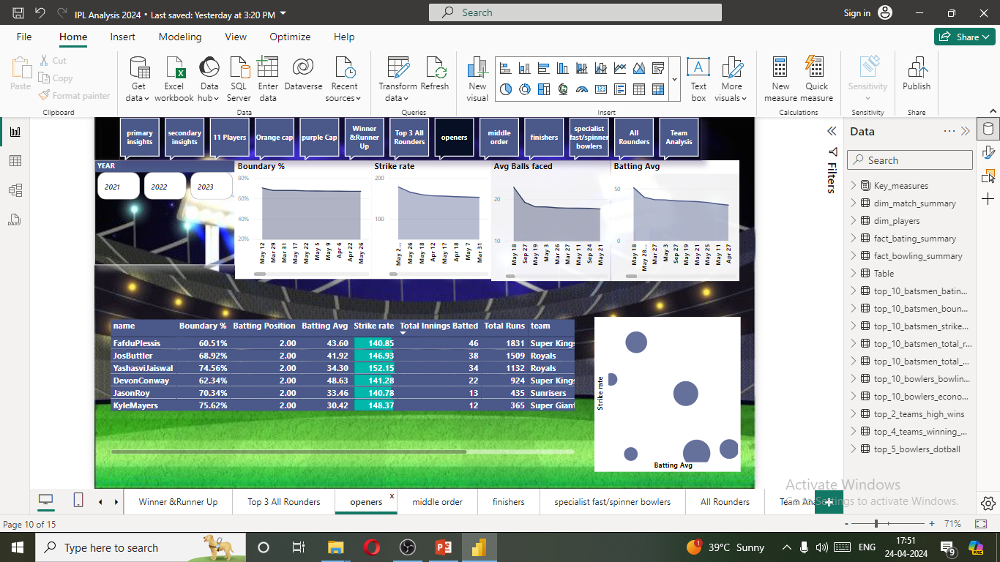 IPL Analysis 2024 • Last saved: Yesterday at 3:20 PM
Search
Sign in
File Home Insert Modeling View Optimize Help
Share
Paste
Cut
Copy
Format painter
Clipboard
Get data
Excel workbook
Data hub
SQL Server
Enter data
Dataverse
Recent sources
Data
Transform data
Refresh
Queries
New visual
Text box
More visuals
Insert
New measure
Quick measure
Calculations
Sensitivity
Sensitivity
Publish
Share
primary insights
secondary insights
11 Players
Orange cap
purple Cap
Winner &Runner Up
Top 3 All Rounders
openers
middle order
finishers
specialist fast/spinner bowlers
All Rounders
Team Analysis
YEAR
2021
2022
2023
Boundary %
80%
60%
40%
20%
May 12
Mar 29
Mar 31
May 17
May 22
May 5
May 9
Apr 6
Apr 22
May 26
Strike rate
200
100
May 2...
May 26
May 18
Apr 12
Apr 17
Apr 18
May 7
Mar 31
Avg Balls faced
20
10
May 18
Sep 27
May 19
May 3
Mar 26
Mar 27
May 11
Sep 24
May 21
Batting Avg
50
0
May 18
May 28...
Mar 27
May 3
Sep 27
May 19
May 21
May 25
May 11
Apr 27
name Boundary % Batting Position Batting Avg Strike rate Total Innings Batted Total Runs team
FafduPlessis 60.51% 2.00 43.60 140.85 46 1831 Super Kings
JosButtler 68.92% 2.00 41.92 146.93 38 1509 Royals
YashasviJaiswal 74.56% 2.00 34.30 152.15 34 1132 Royals
DevonConway 62.34% 2.00 48.63 141.28 22 924 Super Kings
JasonRoy 70.34% 2.00 33.46 140.78 13 435 Sunrisers
KyleMayers 75.62% 2.00 30.42 148.37 12 365 Super Giant
Strike rate
Batting Avg
Filters
Data
Search
Key_measures
dim_match_summary
dim_players
fact_bating_summary
fact_bowling_summary
Table
top_10_batsmen_batin...
top_10_batsmen_boun...
top_10_batsmen_strike...
top_10_batsmen_total_r...
top_10_batsmen_total_...
top_10_bowlers_bowlin...
top_10_bowlers_econo...
top_2_teams_high_wins
top_4_teams_winning_...
top_5_bowlers_dotball
Activate Windows
Go to Settings to activate Windows.
Winner &Runner Up
Top 3 All Rounders
openers
x
middle order
finishers
specialist fast/spinner bowlers
All Rounders
Team Ana
+
Page 10 of 15
- + 71%
Type here to search
1
39°C Sunny
ENG
17:51
24-04-2024
9
PRE